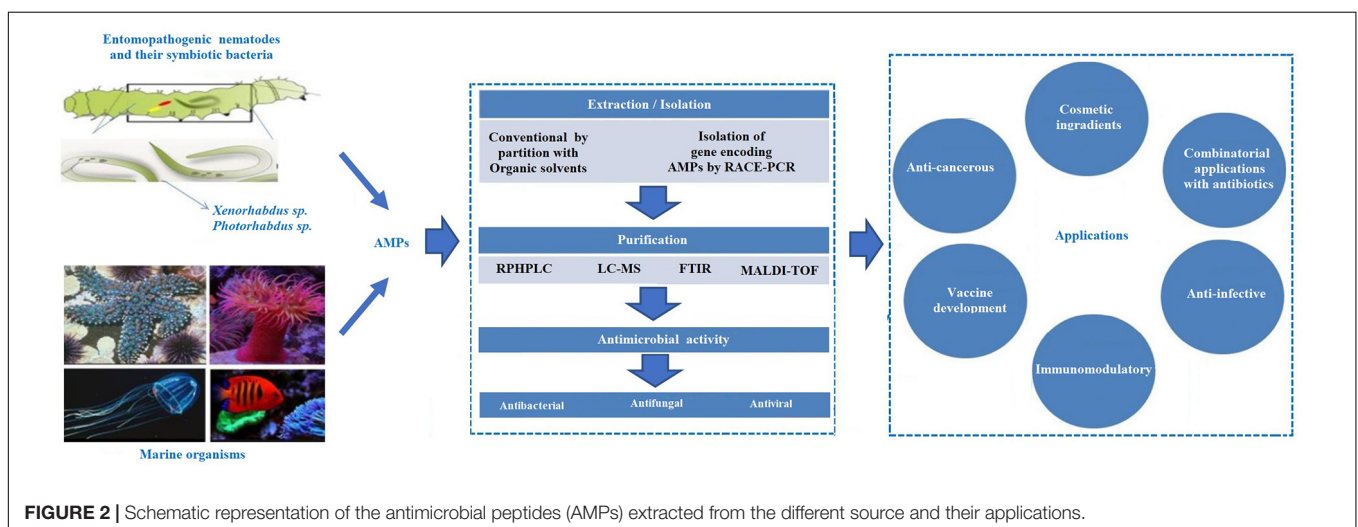 Entomopathogenic nematodes
and their symbiotic bacteria
Xenorhabdus sp.
Photorhabdus sp.
Marine organisms
AMPs
Extraction / Isolation
Conventional by
partition with
Organic solvents
Isolation of
gene encoding
AMPs by RACE-PCR
Purification
RPHPLC LC-MS FTIR MALDI-TOF
Antimicrobial activity
Antibacterial Antifungal Antiviral
Cosmetic
ingredients
Anti-cancerous
Combinatorial
applications
with antibiotics
Applications
Vaccine
development
Anti-infective
Immunomodulatory
FIGURE 2 | Schematic representation of the antimicrobial peptides (AMPs) extracted from the different source and their applications.